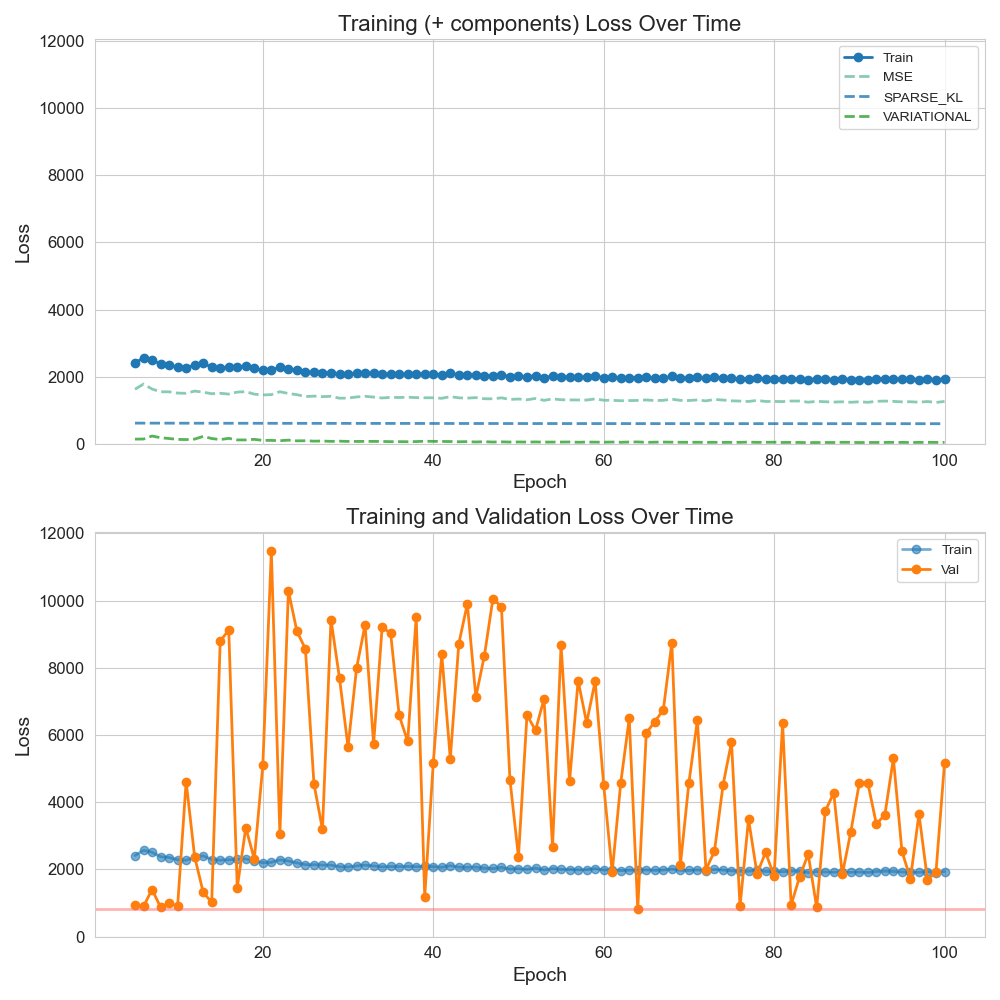 Training (+ components) Loss Over Time
12000
10000
8000
6000
4000
2000
0
Loss
Train
MSE
SPARSE_KL
VARIATIONAL
20 40 60 80 100
Epoch
Training and Validation Loss Over Time
12000
10000
8000
6000
4000
2000
0
Loss
Train
Val
20 40 60 80 100
Epoch